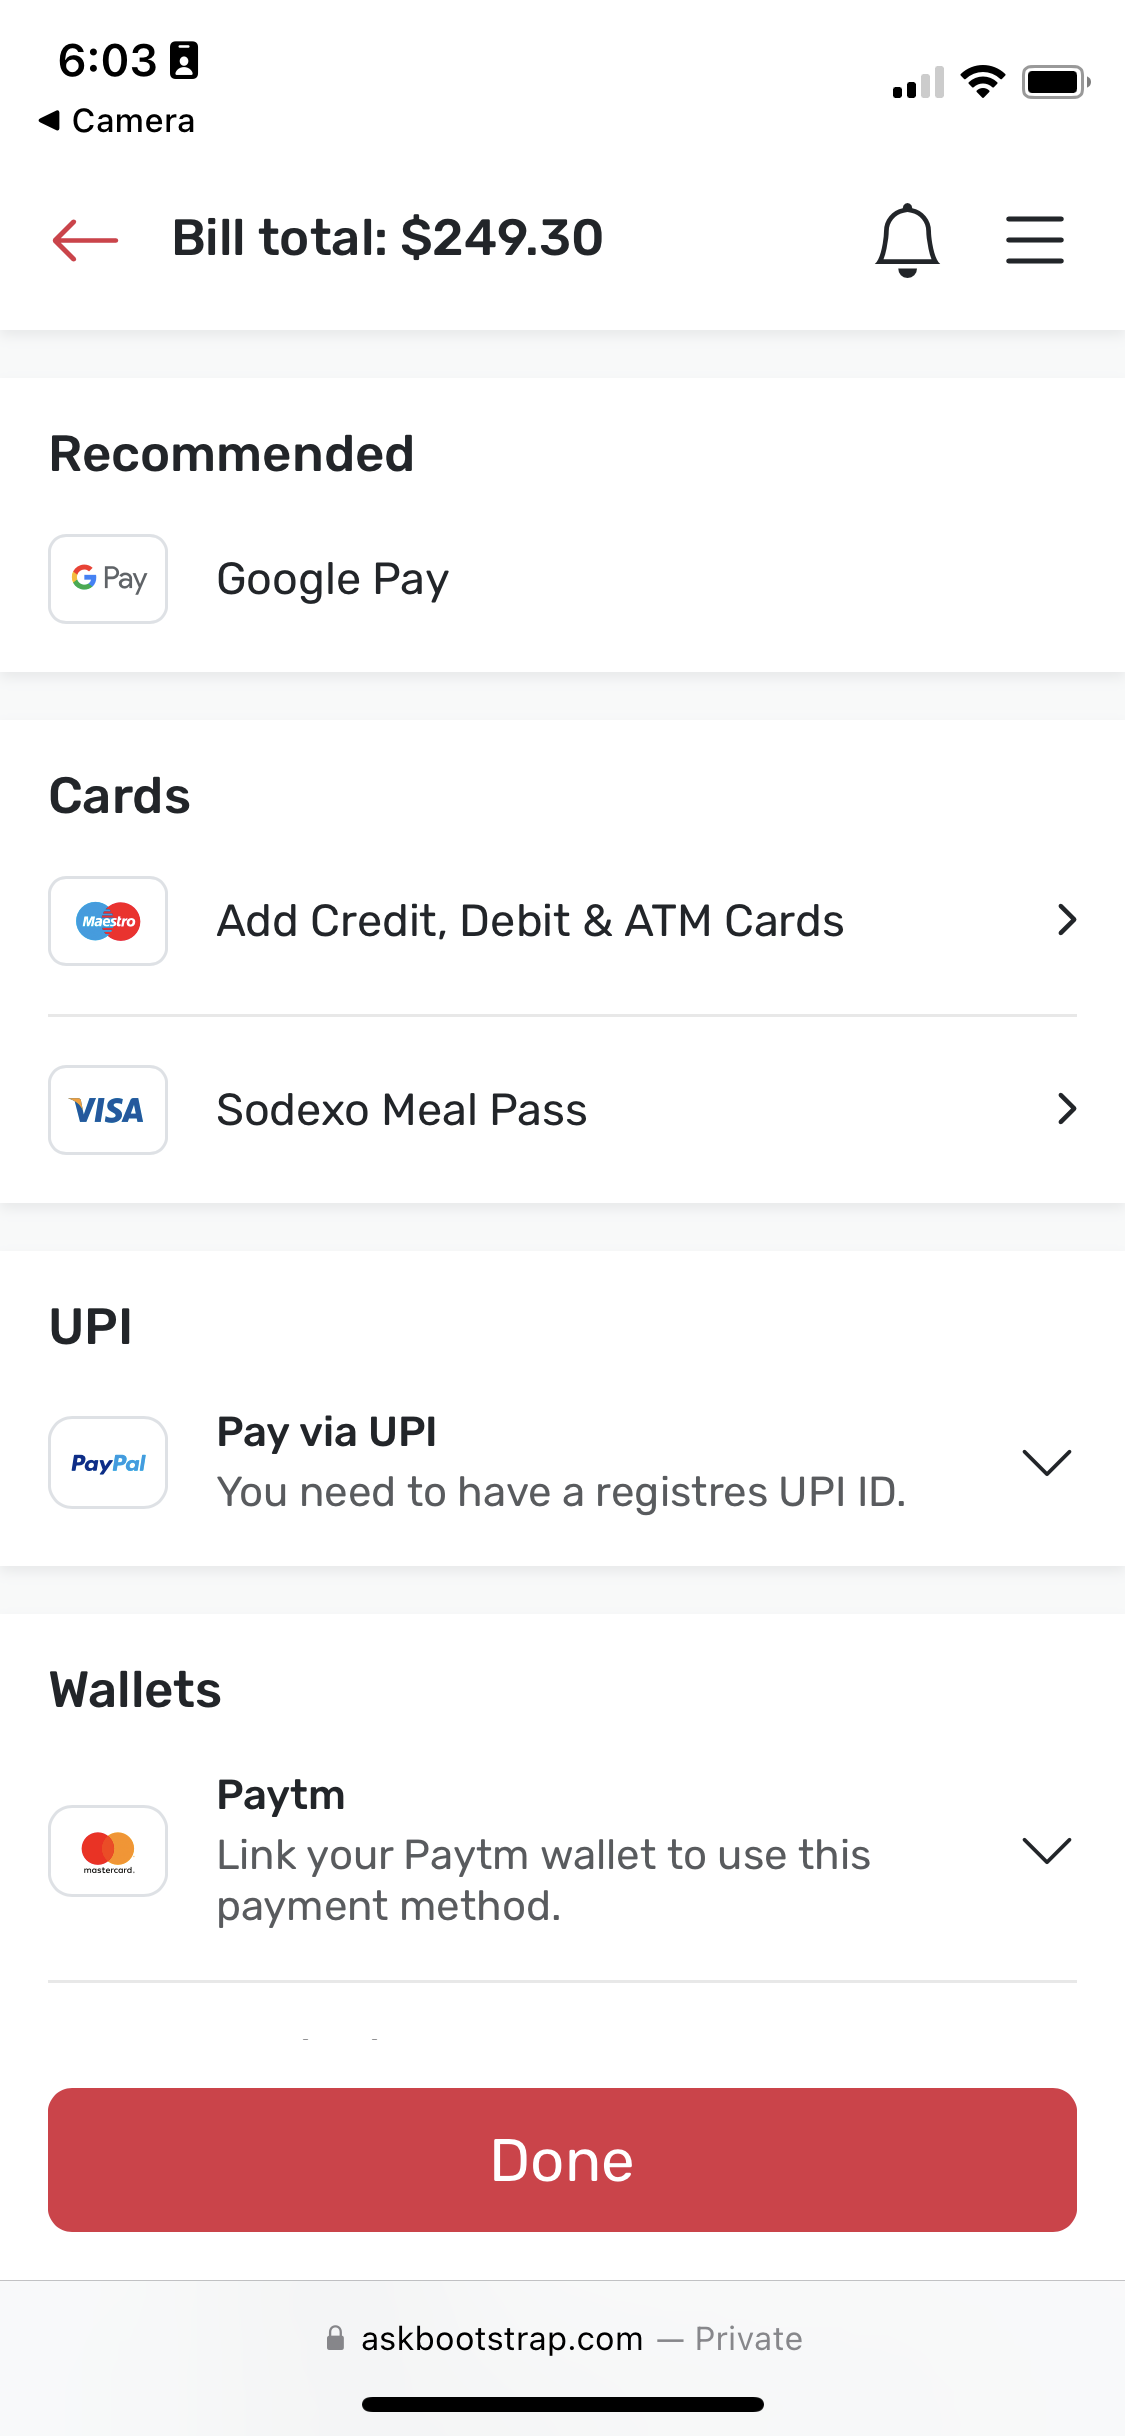 6:03
Camera
Bill total: $249.30
Recommended
G Pay
Google Pay
Cards
Maestro
Add Credit, Debit & ATM Cards
VISA
Sodexo Meal Pass
UPI
Pay via UPI
PayPal
You need to have a registres UPI ID.
Wallets
Paytm
Link your Paytm wallet to use this
mastercard.
payment method.
Done
askbootstrap.com — Private